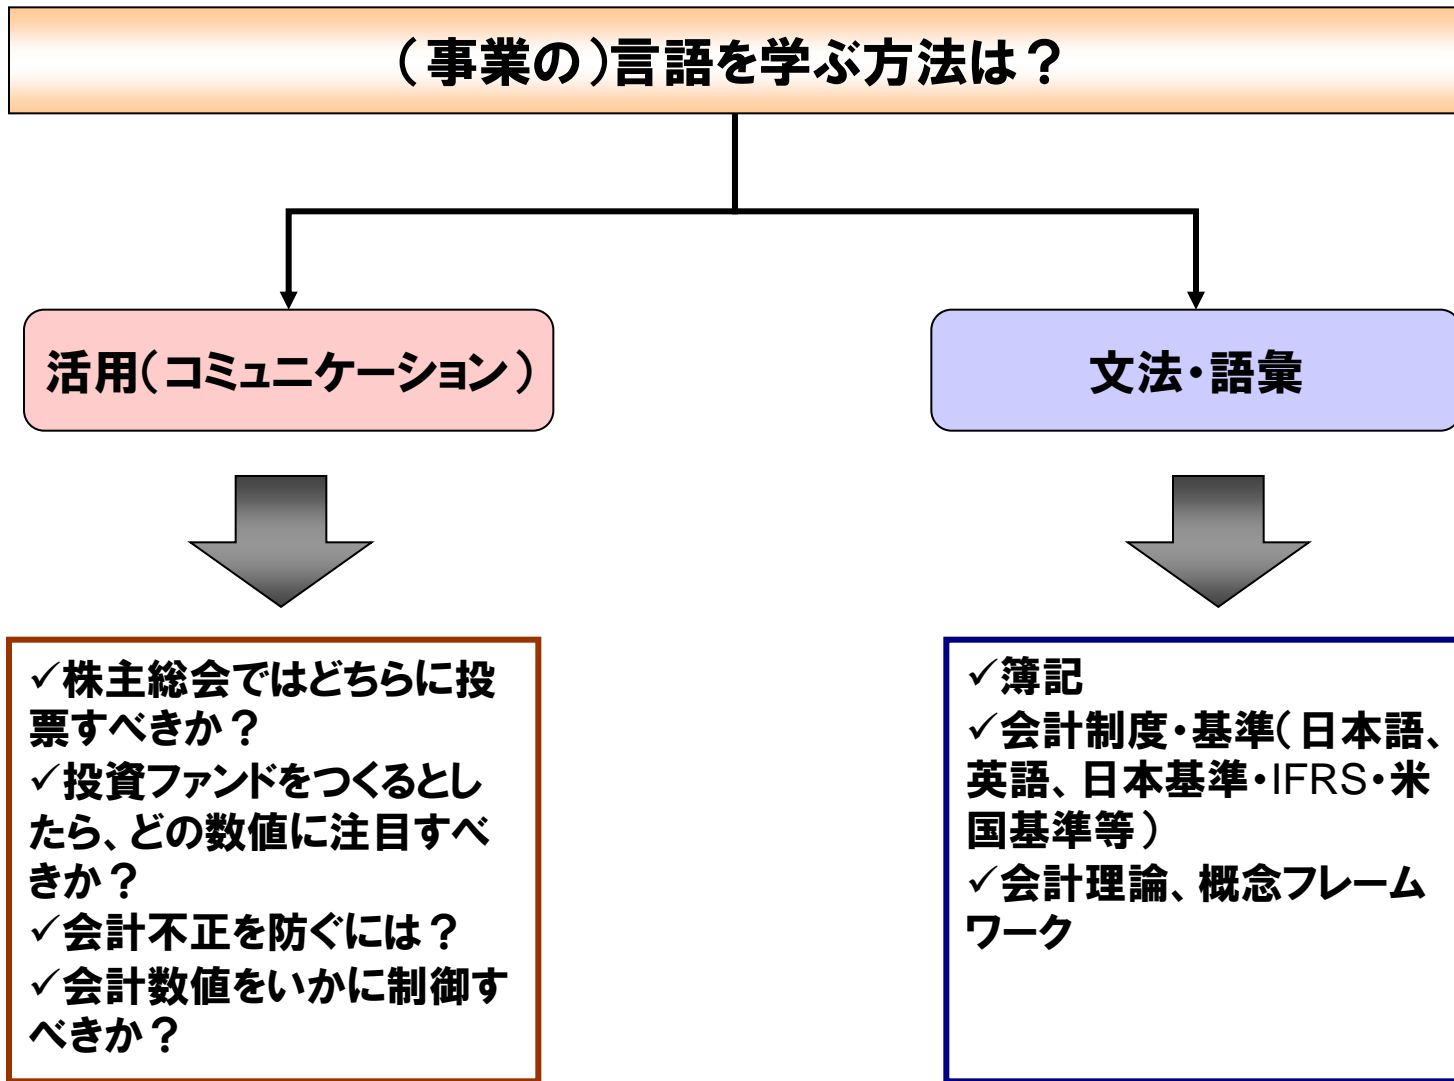 （事業の）言語を学ぶ方法は？
活用（コミュニケーション）
文法・語彙
✓株主総会ではどちらに投
票すべきか？
✓投資ファンドをつくるとし
たら、どの数値に注目すべ
きか？
✓会計不正を防ぐには？
✓会計数値をいかに制御す
べきか？
✓簿記
✓会計制度・基準（日本語、
英語、日本基準・IFRS・米
国基準等）
✓会計理論、概念フレーム
ワーク